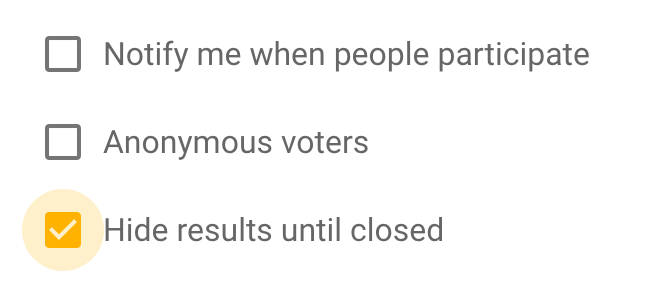 Notify me when people participate
Anonymous voters
Hide results until closed